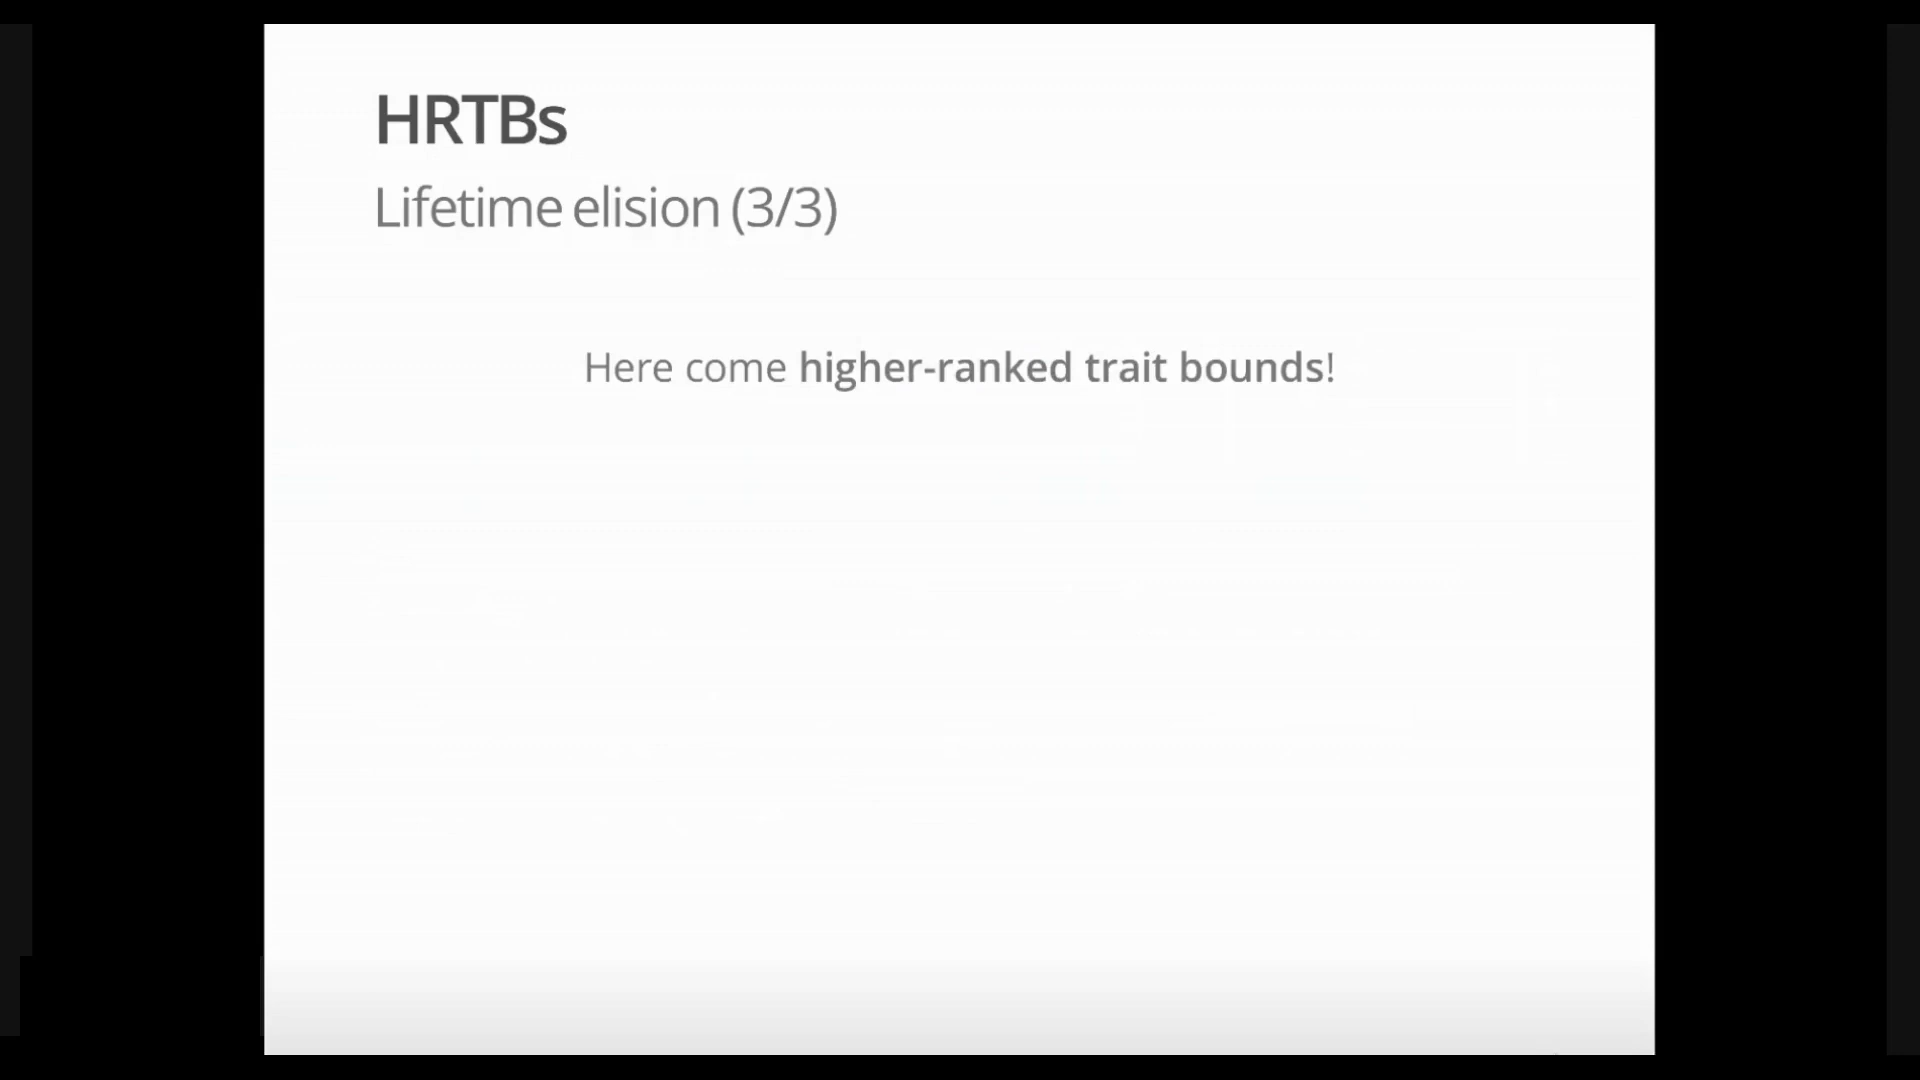 HRTBs
Lifetime elision (3/3)
Here come higher-ranked trait bounds!